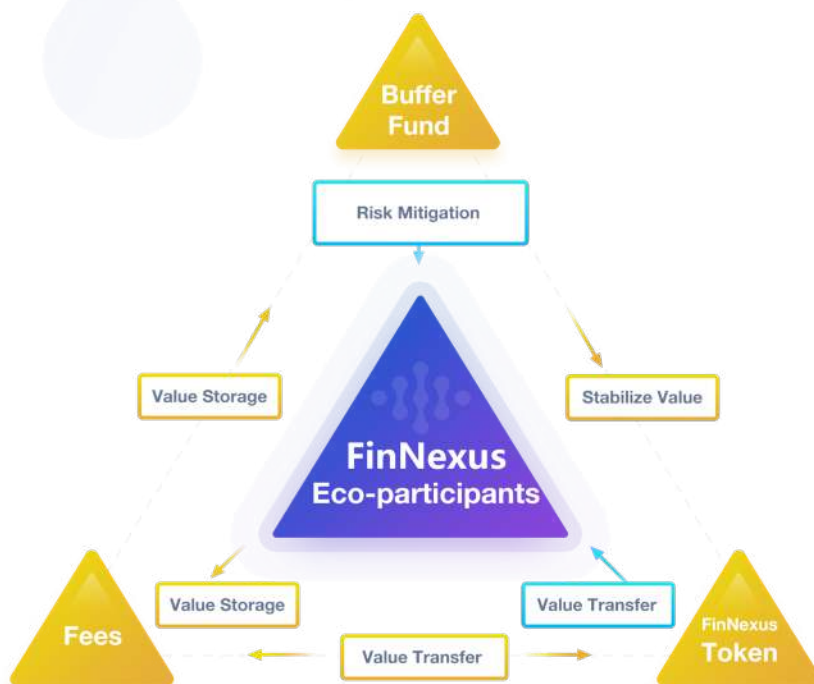 Buffer
Fund
Risk Mitigation
Value Storage
Stabilize Value
FinNexus
Eco-participants
Value Storage
Value Transfer
Fees
Value Transfer
FinNexus
Token